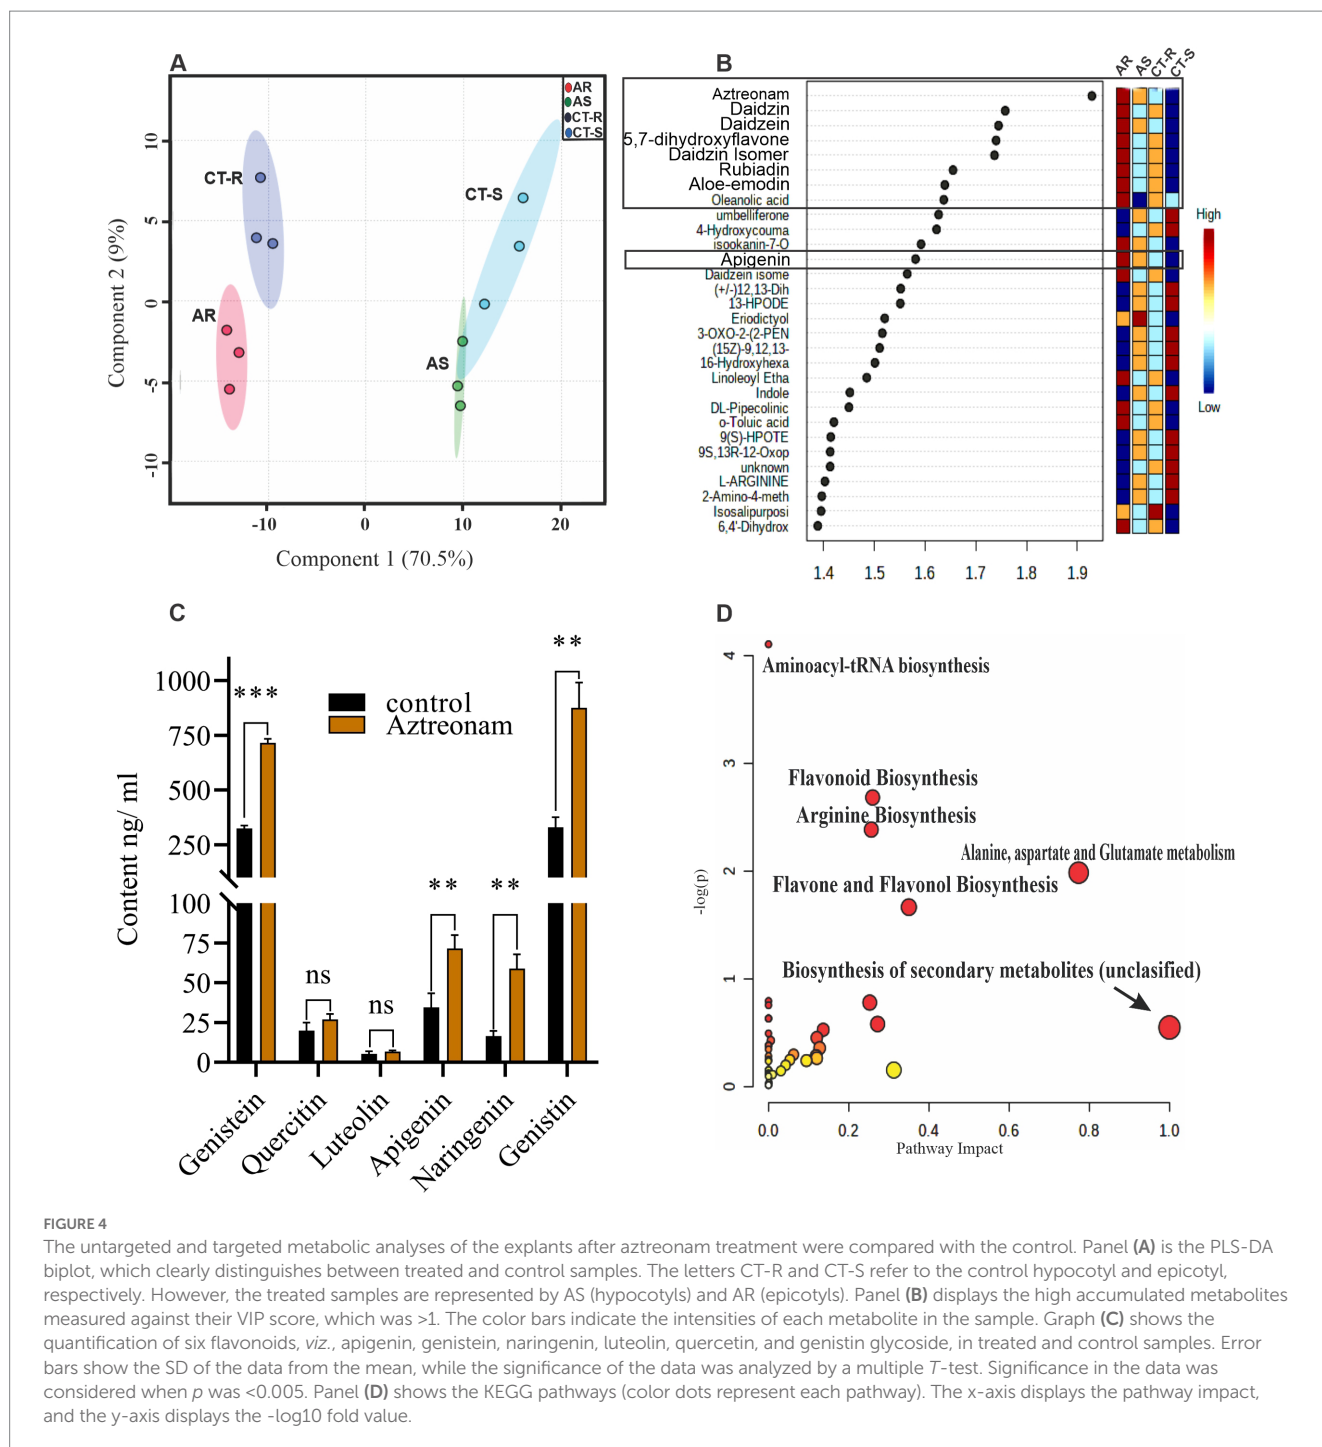 A
AR
AS
CT-R
CT-S
CT-R
CT-S
AR
AS
10
5
0
-5
-10
-10
0
10
20
Component 2 (9%)
Component 1 (70.5%)
B
AR
AS
CT-R
CT-S
Aztreonam
Daidzin
Daidzein
5,7-dihydroxyflavone
Daidzin Isomer
Rubiadin
Aloe-emodin
Oleanolic acid
umbelliferone
4-Hydroxycouma
isookanin-7-O
Apigenin
Daidzein isome
(+/-)12,13-Dih
13-HPODE
Eriodictyol
3-OXO-2-(2-PEN
(15Z)-9,12,13-
16-Hydroxyhexa
Linoleoyl Etha
Indole
DL-Pipecolinic
o-Toluic acid
9(S)-HPOTE
9S,13R-12-Oxop
unknown
L-ARGININE
2-Amino-4-meth
Isosalipurposi
6,4'-Dihydrox
1.4
1.5
1.6
1.7
1.8
1.9
High
Low
C
1000
750
500
250
100
75
50
25
0
Content ng/ ml
control
Aztreonam
***
ns
ns
**
**
**
Genistein
Quercitin
Luteolin
Apigenin
Naringenin
Genistin
D
4
3
2
1
0
-log(p)
Aminoacyl-tRNA biosynthesis
Flavonoid Biosynthesis
Arginine Biosynthesis
Alanine, aspartate and Glutamate metabolism
Flavone and Flavonol Biosynthesis
Biosynthesis of secondary metabolites (unclasified)
0.0
0.2
0.4
0.6
0.8
1.0
Pathway Impact
FIGURE 4
The untargeted and targeted metabolic analyses of the explants after aztreonam treatment were compared with the control. Panel (A) is the PLS-DA
biplot, which clearly distinguishes between treated and control samples. The letters CT-R and CT-S refer to the control hypocotyl and epicotyl,
respectively. However, the treated samples are represented by AS (hypocotyls) and AR (epicotyls). Panel (B) displays the high accumulated metabolites
measured against their VIP score, which was >1. The color bars indicate the intensities of each metabolite in the sample. Graph (C) shows the
quantification of six flavonoids, viz., apigenin, genistein, naringenin, luteolin, quercetin, and genistin glycoside, in treated and control samples. Error
bars show the SD of the data from the mean, while the significance of the data was analyzed by a multiple T-test. Significance in the data was
considered when p was <0.005. Panel (D) shows the KEGG pathways (color dots represent each pathway). The x-axis displays the pathway impact,
and the y-axis displays the -log10 fold value.